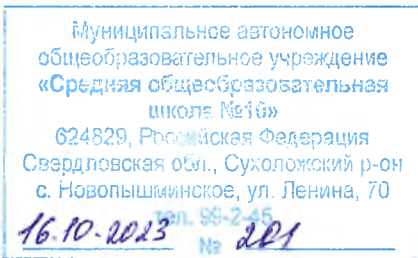 Муниципальное автономное
общеобразовательное учреждение
«Средняя общеобразовательная
школа №16»
624829, Российская Федерация
Свердловская обл., Сухоложский р-он
с. Новопышминское, ул. Ленина, 70
тел. 99-2-45
16.10.2023 № 201